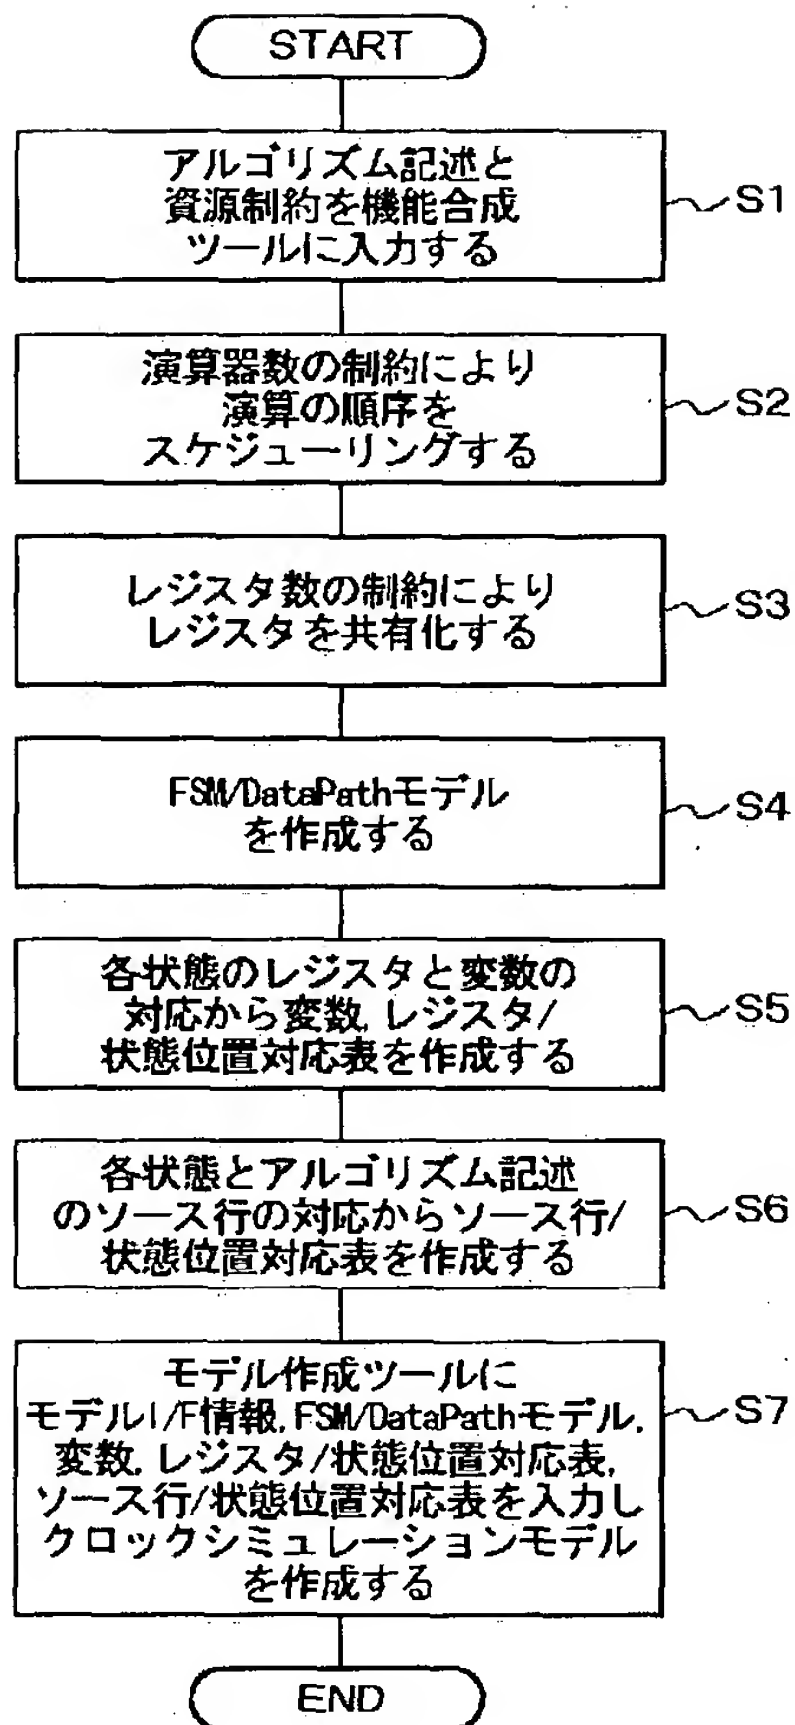 START
アルゴリズム記述と
資源制約を機能合成
ツールに入力する
S1
演算器数の制約により
演算の順序を
スケジューリングする
S2
レジスタ数の制約により
レジスタを共有化する
S3
FSM/DataPathモデル
を作成する
S4
各状態のレジスタと変数の
対応から変数,レジスタ/
状態位置対応表を作成する
S5
各状態とアルゴリズム記述
のソース行の対応からソース行/
状態位置対応表を作成する
S6
モデル作成ツールに
モデルI/F情報,FSM/DataPathモデル,
変数,レジスタ/状態位置対応表,
ソース行/状態位置対応表を入力し
クロックシミュレーションモデル
を作成する
S7
END